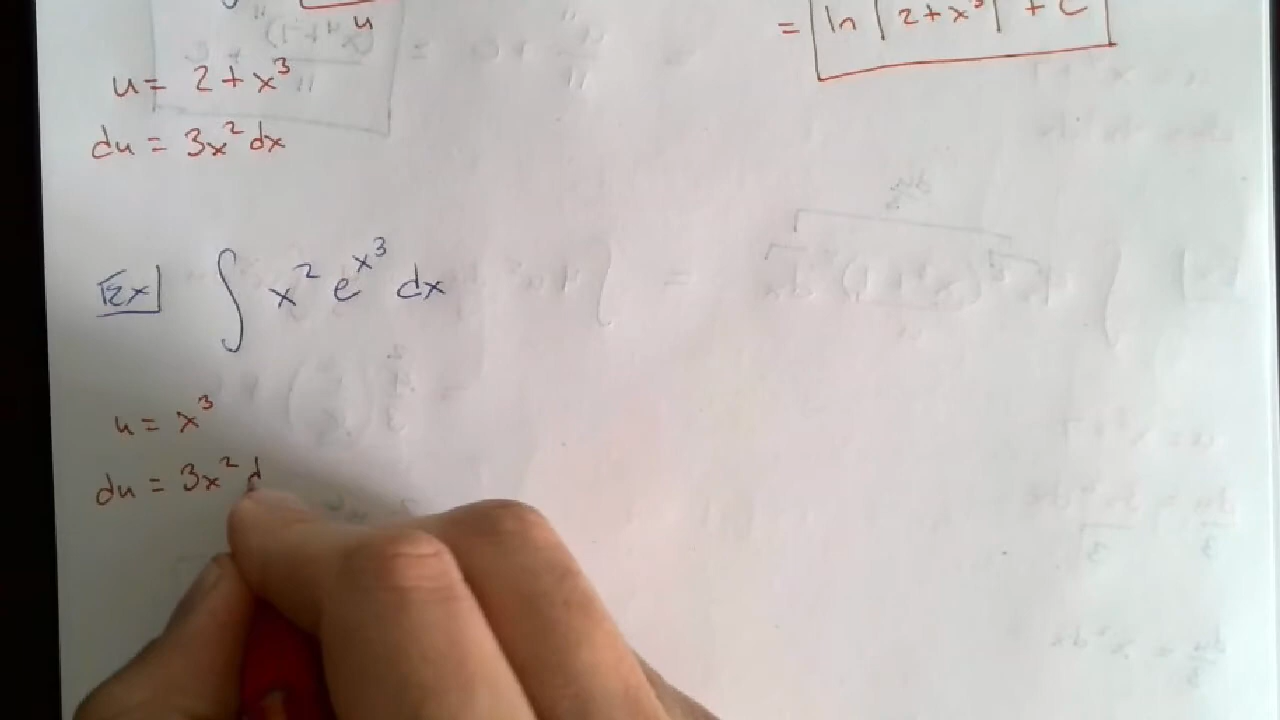 u
= ln |2+x³| + C
u = 2 + x³
du = 3x² dx
Ex ∫ x² e^x³ dx
u = x³
du = 3x² d